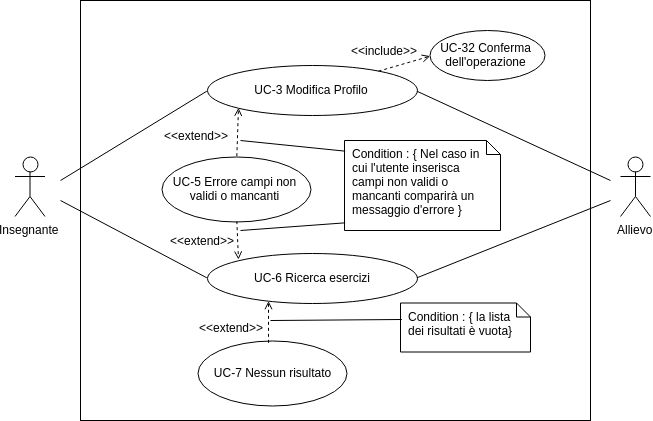 <<include>>
UC-32 Conferma
dell'operazione
UC-3 Modifica Profilo
<<extend>>
Condition : { Nel caso in
cui l'utente inserisca
campi non validi o
mancanti comparirà un
messaggio d'errore }
UC-5 Errore campi non
validi o mancanti
Insegnante
Allievo
<<extend>>
UC-6 Ricerca esercizi
<<extend>>
Condition : { la lista
dei risultati è vuota}
UC-7 Nessun risultato